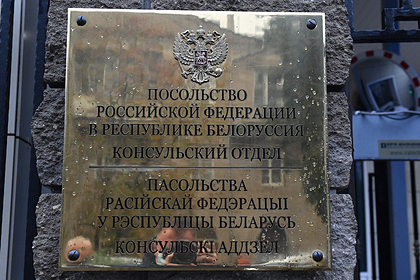 ПОСОЛЬСТВО
РОССИЙСКОЙ ФЕДЕРАЦИИ
В РЕСПУБЛИКЕ БЕЛОРУССИЯ
КОНСУЛЬСКИЙ ОТДЕЛ
ПАСОЛЬСТВА
РАСІЙСКАЙ ФЕДЭРАЦЫІ
У РЭСПУБЛІЦЫ БЕЛАРУСЬ
КОНСУЛЬСКІ АДДЗЕЛ